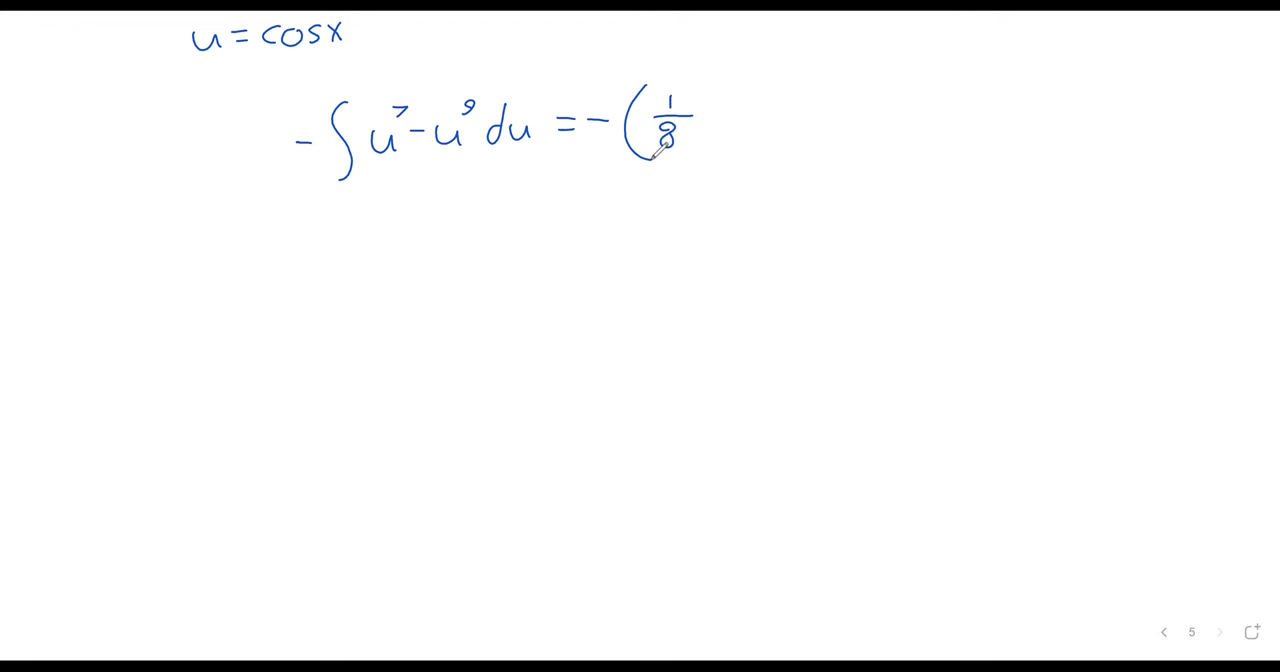 u = cosx
- ∫ u⁷ - u⁹ du = - ( 1/8
< 5 >